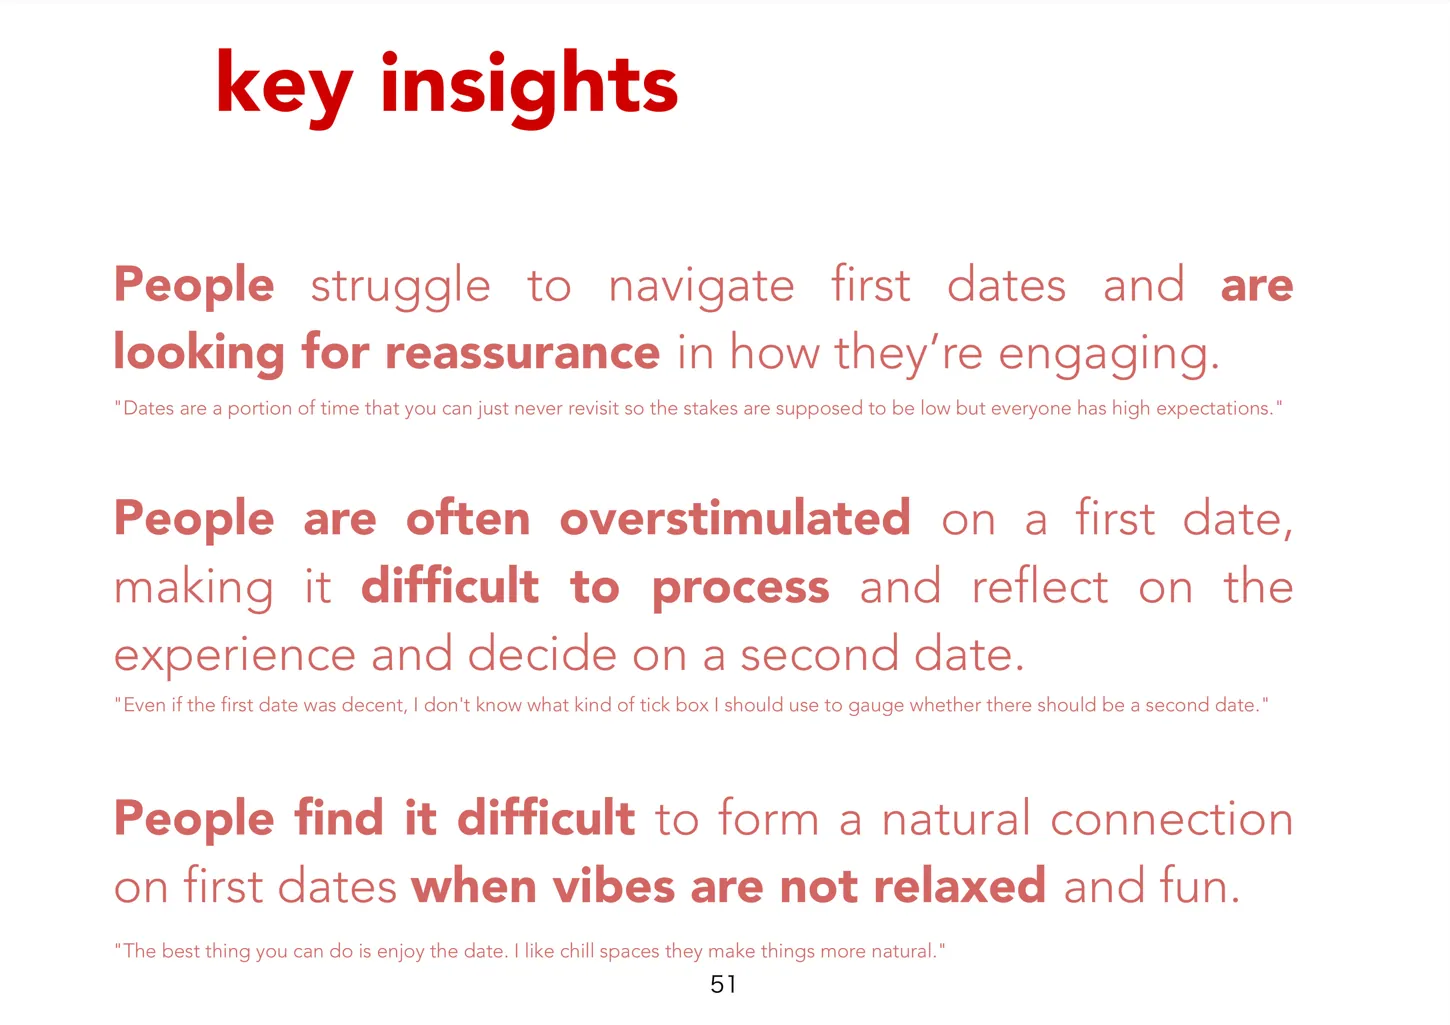 key insights
People struggle to navigate first dates and are
looking for reassurance in how they’re engaging.
"Dates are a portion of time that you can just never revisit so the stakes are supposed to be low but everyone has high expectations."
People are often overstimulated on a first date,
making it difficult to process and reflect on the
experience and decide on a second date.
"Even if the first date was decent, I don't know what kind of tick box I should use to gauge whether there should be a second date."
People find it difficult to form a natural connection
on first dates when vibes are not relaxed and fun.
"The best thing you can do is enjoy the date. I like chill spaces they make things more natural."
51